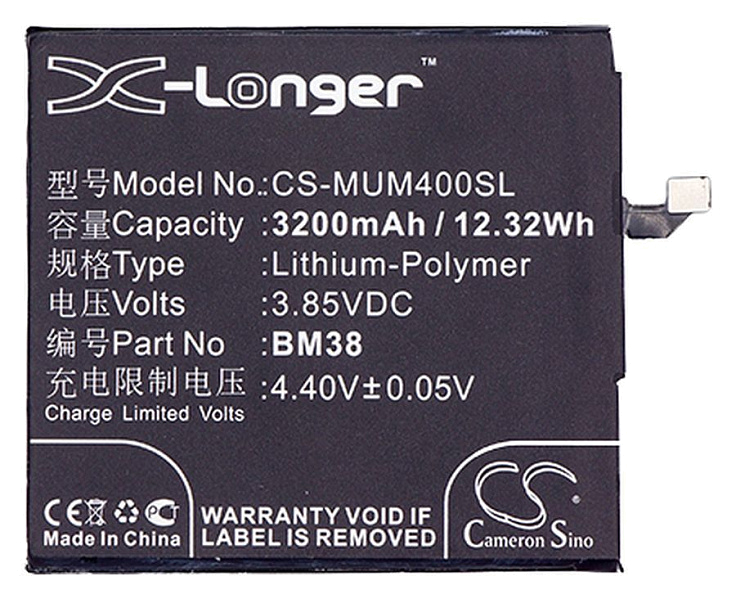 X-Longer™
型号Model No.:CS-MUM400SL
容量Capacity :3200mAh / 12.32Wh
规格Type :Lithium-Polymer
电压Volts :3.85VDC
编号Part No :BM38
充电限制电压 :4.40V±0.05V
Charge Limited Volts
CE PCT
Made In China
WARRANTY VOID IF
LABEL IS REMOVED
CS®
Cameron Sino